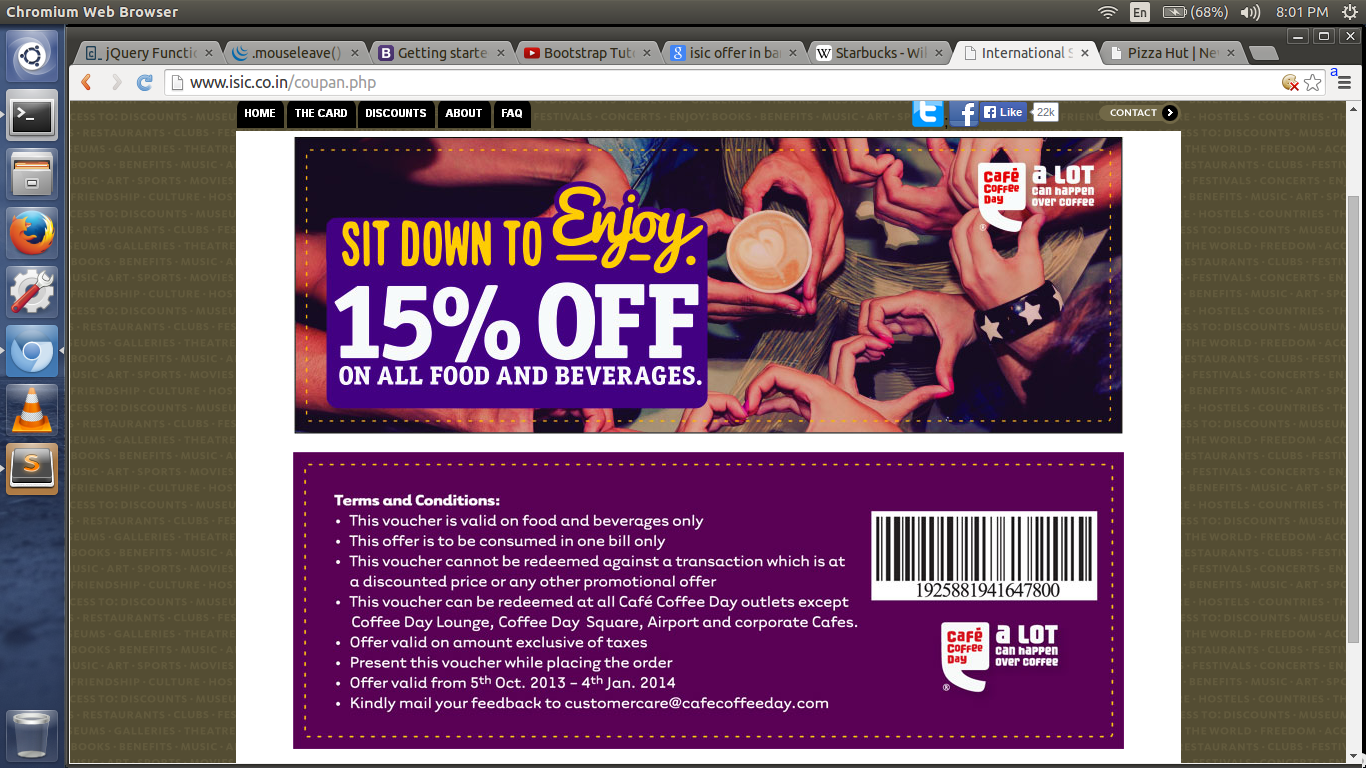 Chromium Web Browser
En
(68%)
8:01 PM
jQuery Functi
.mouseleave()
Getting starte
Bootstrap Tut
isic offer in ba
Starbucks - Wil
International S
Pizza Hut | Ne
www.isic.co.in/coupan.php
a
HOME
THE CARD
DISCOUNTS
ABOUT
FAQ
Like
22k
CONTACT
SIT DOWN TO Enjoy.
15% OFF
ON ALL FOOD AND BEVERAGES.
Café
Coffee
Day
a LOT
can happen
over coffee
®
Terms and Conditions:
• This voucher is valid on food and beverages only
• This offer is to be consumed in one bill only
• This voucher cannot be redeemed against a transaction which is at
a discounted price or any other promotional offer
• This voucher can be redeemed at all Café Coffee Day outlets except
Coffee Day Lounge, Coffee Day Square, Airport and corporate Cafes.
• Offer valid on amount exclusive of taxes
• Present this voucher while placing the order
• Offer valid from 5th Oct. 2013 – 4th Jan. 2014
• Kindly mail your feedback to customercare@cafecoffeeday.com
1925881941647800
Café
Coffee
Day
a LOT
can happen
over coffee
®